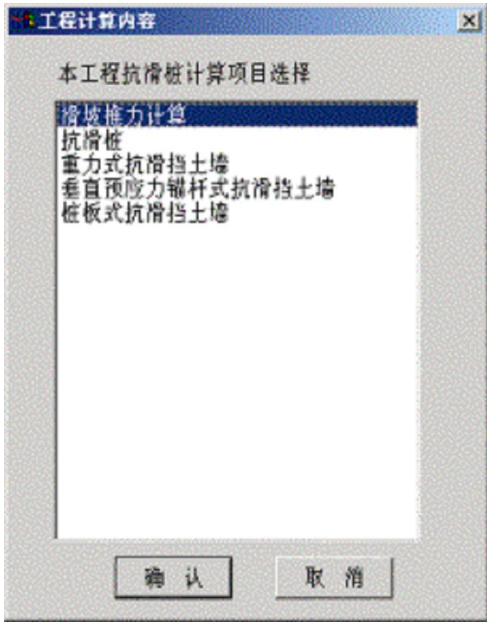 工程计算内容
本工程抗滑桩计算项目选择
滑坡推力计算
抗滑桩
重力式抗滑挡土墙
垂直预应力锚杆式抗滑挡土墙
桩板式抗滑挡土墙
确 认
取 消